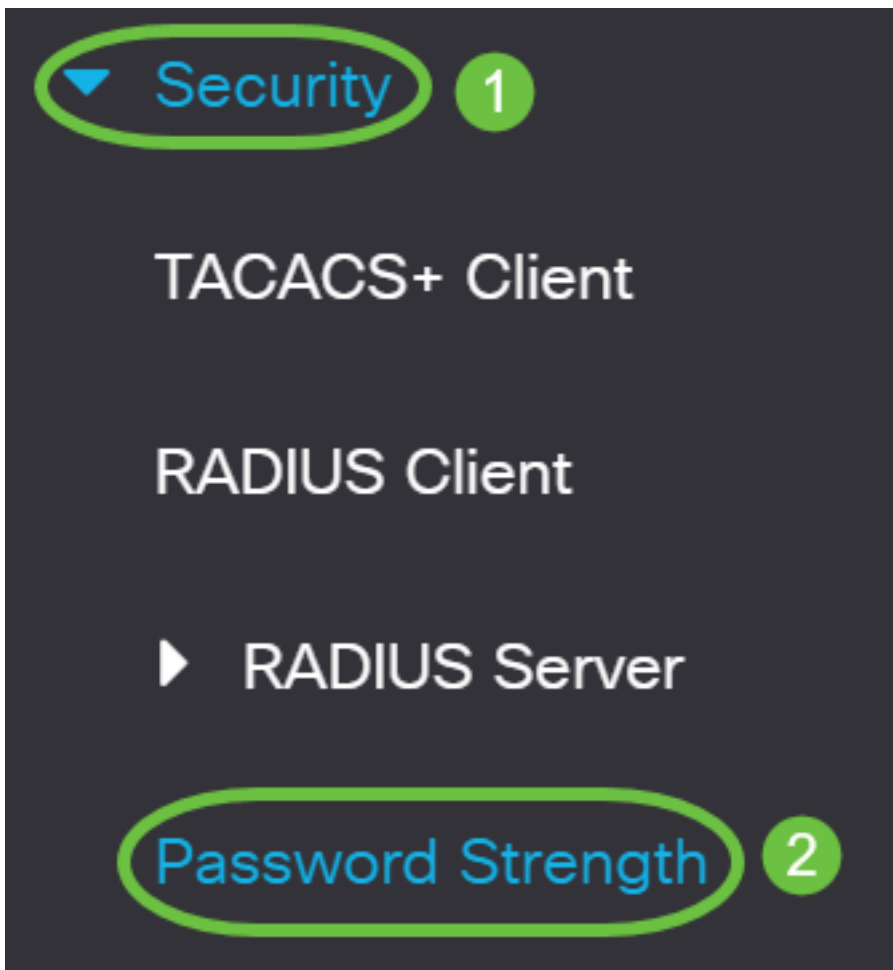 Security 1
TACACS+ Client
RADIUS Client
RADIUS Server
Password Strength 2